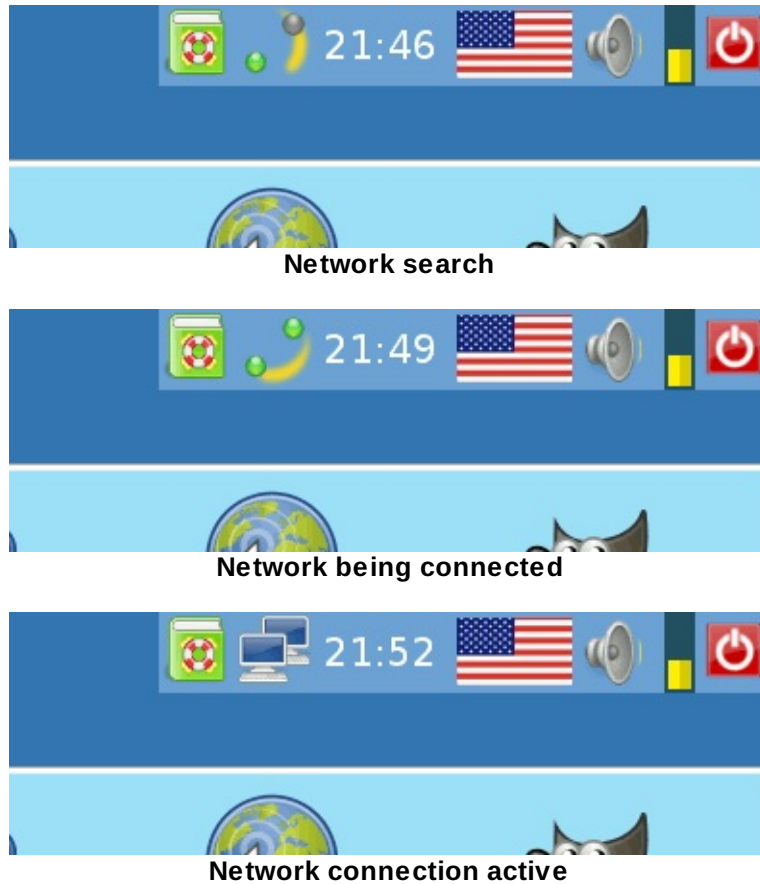 21:46
Network search
21:49
Network being connected
21:52
Network connection active